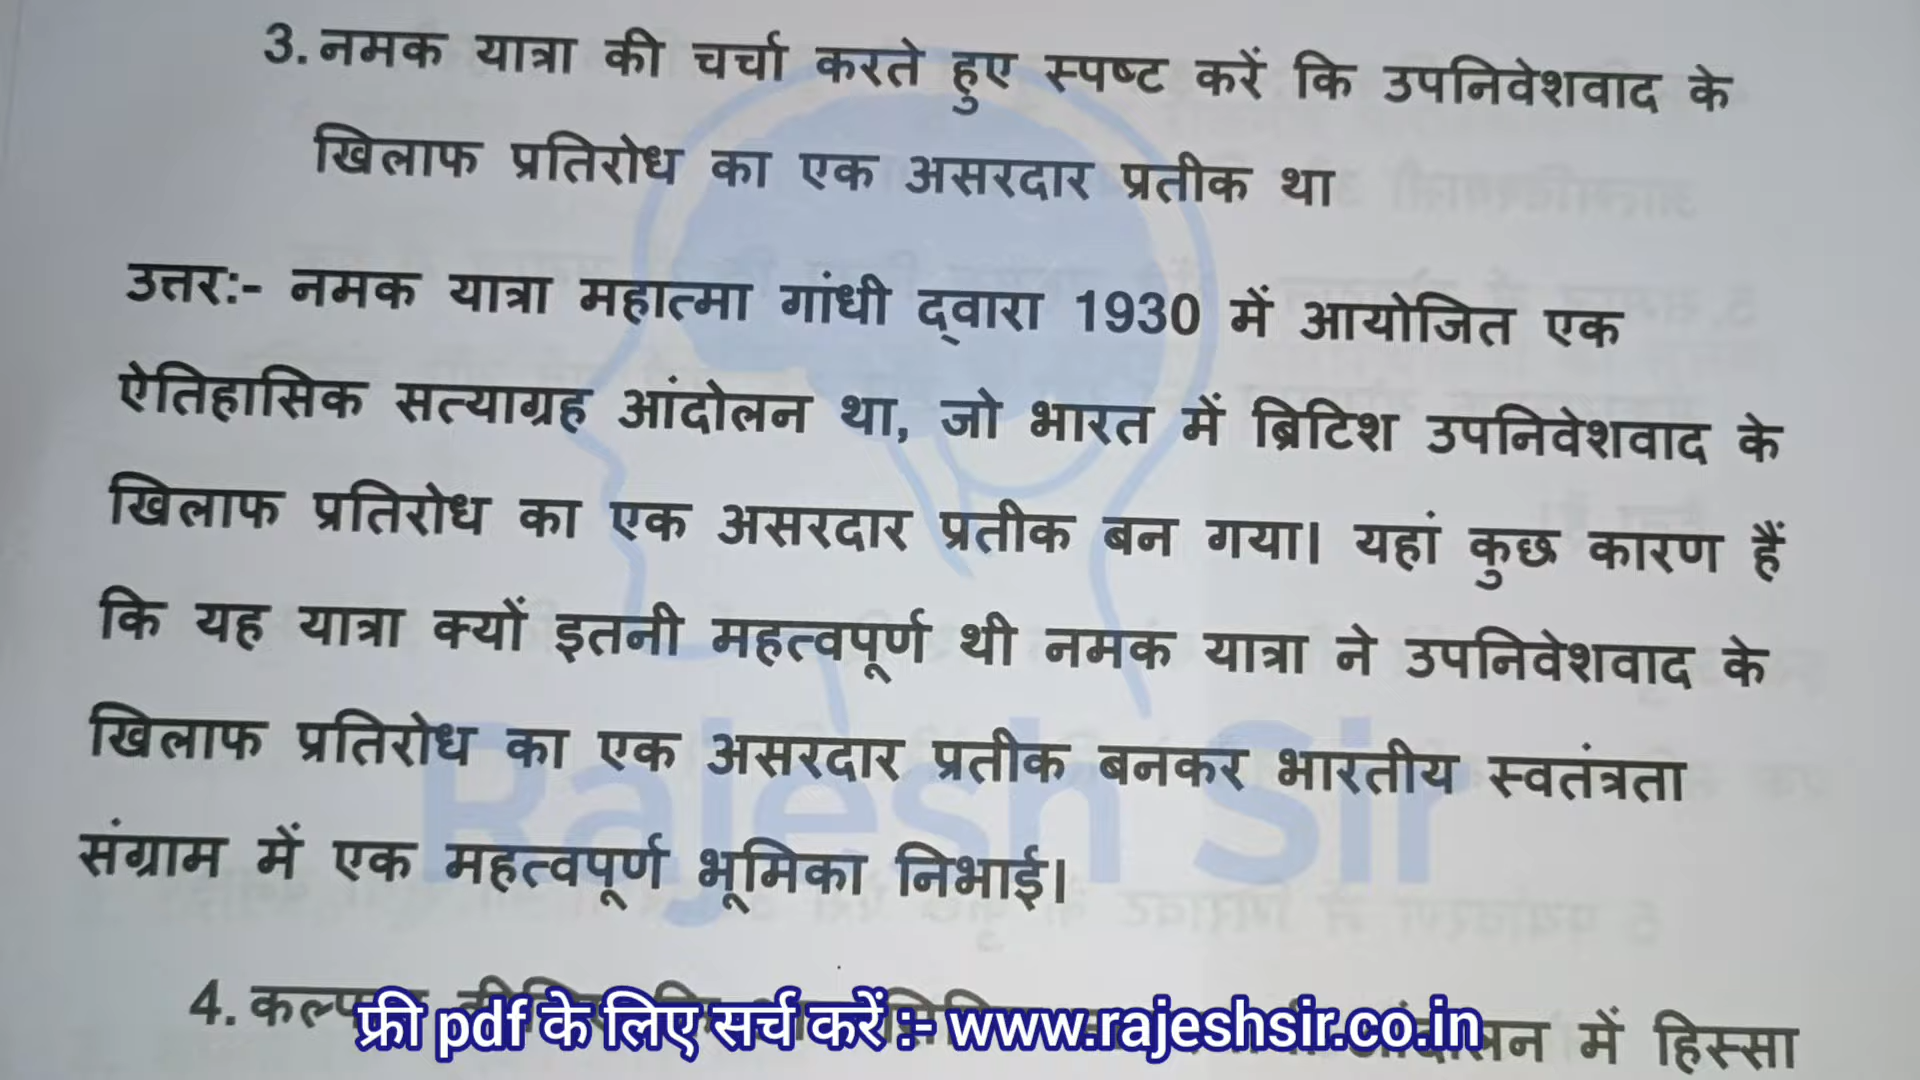 3. नमक यात्रा की चर्चा करते हुए स्पष्ट करें कि उपनिवेशवाद के
खिलाफ प्रतिरोध का एक असरदार प्रतीक था
उत्तर:- नमक यात्रा महात्मा गांधी द्वारा 1930 में आयोजित एक
ऐतिहासिक सत्याग्रह आंदोलन था, जो भारत में ब्रिटिश उपनिवेशवाद के
खिलाफ प्रतिरोध का एक असरदार प्रतीक बन गया। यहां कुछ कारण हैं
कि यह यात्रा क्यों इतनी महत्वपूर्ण थी नमक यात्रा ने उपनिवेशवाद के
खिलाफ प्रतिरोध का एक असरदार प्रतीक बनकर भारतीय स्वतंत्रता
संग्राम में एक महत्वपूर्ण भूमिका निभाई।
Rajesh Sir
4. में हिस्सा
फ्री pdf के लिए सर्च करें :- www.rajeshsir.co.in